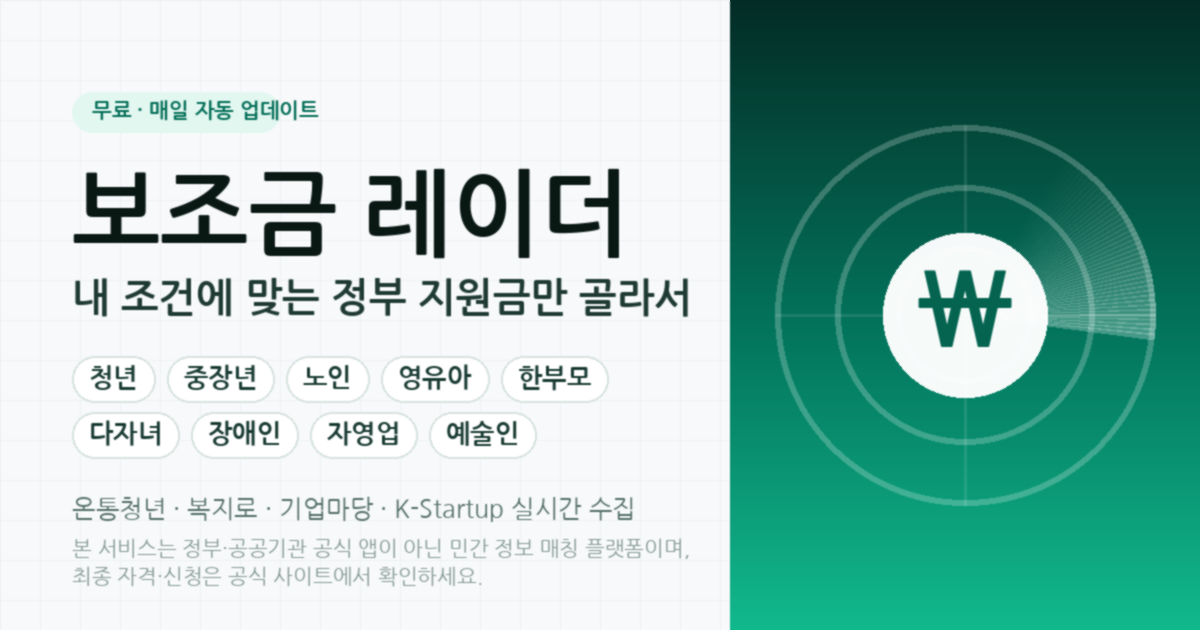 무료 · 매일 자동 업데이트
보조금 레이더
내 조건에 맞는 정부 지원금만 골라서
청년 중장년 노인 영유아 한부모
다자녀 장애인 자영업 예술인
온통청년 · 복지로 · 기업마당 · K-Startup 실시간 수집
본 서비스는 정부·공공기관 공식 앱이 아닌 민간 정보 매칭 플랫폼이며,
최종 자격·신청은 공식 사이트에서 확인하세요.
₩